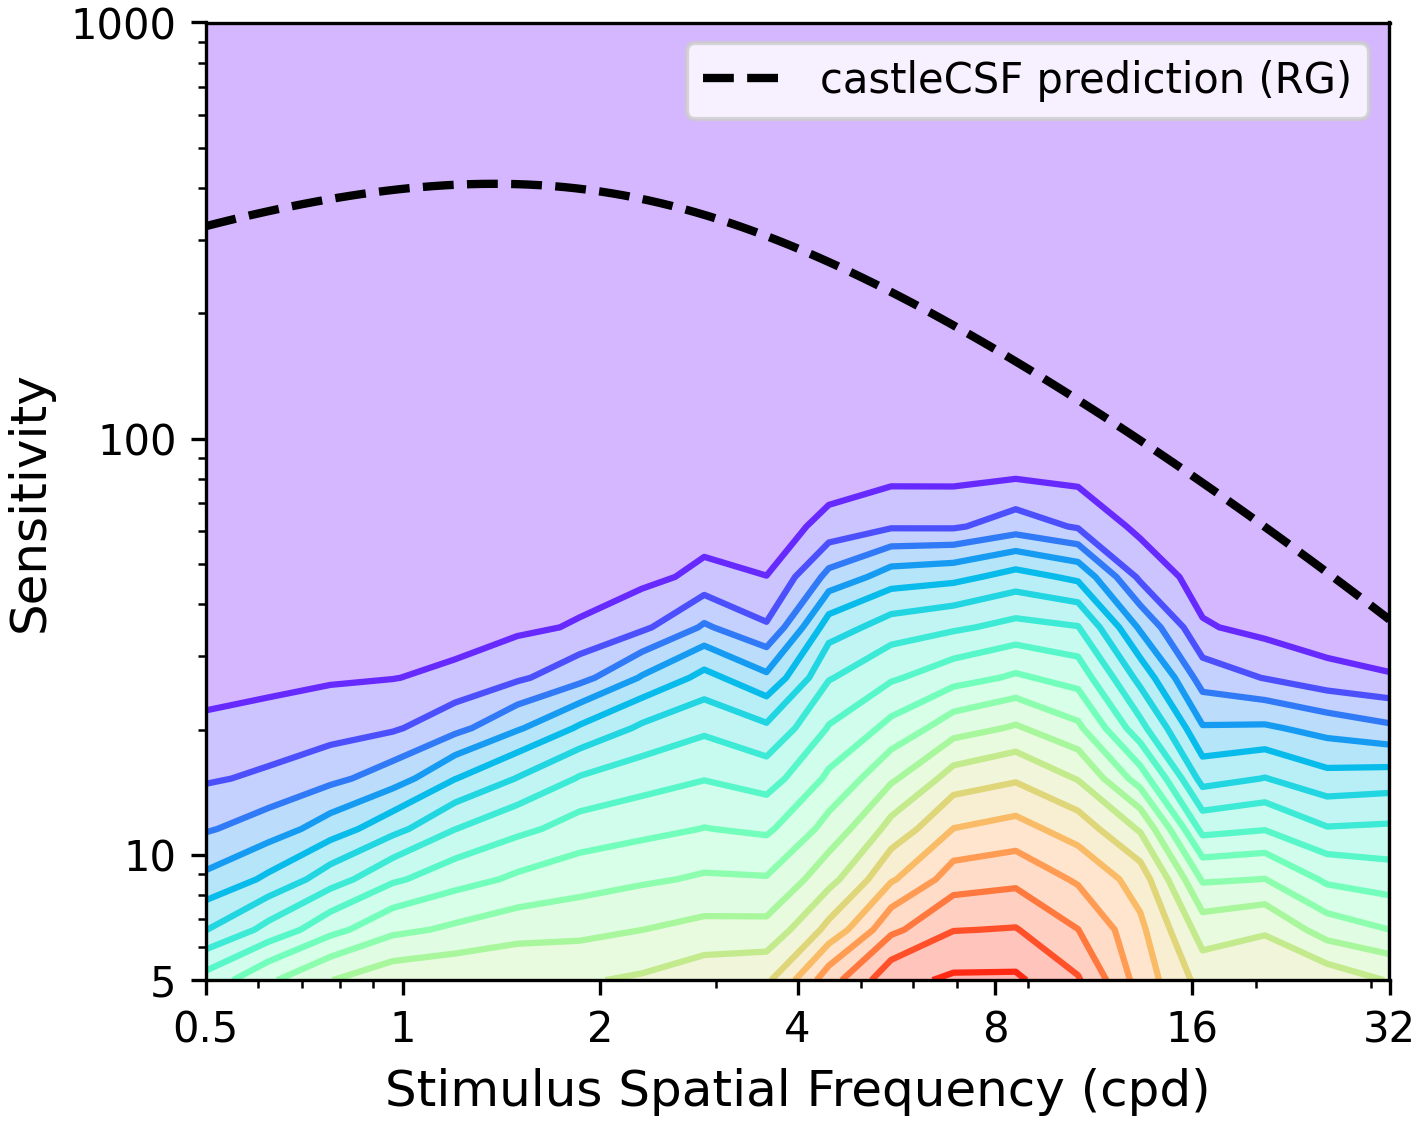 1000
castleCSF prediction (RG)
Sensitivity
100
10
5
0.5 1 2 4 8 16 32
Stimulus Spatial Frequency (cpd)